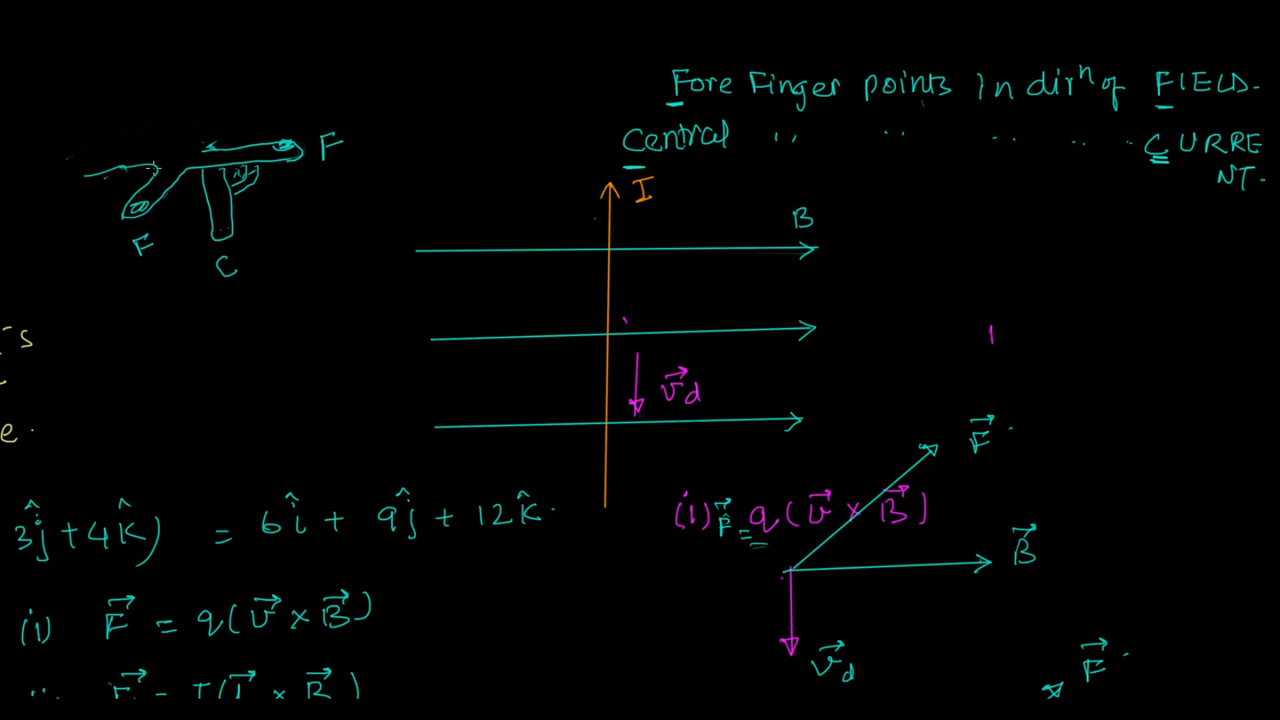 Fore Finger points in dirⁿ of FIELD.
Central ,, ,, ,, ,, CURRE
NT.
F
F
C
I
B
v⃗d
F⃗
3ĵ + 4k̂) = 6î + 9ĵ + 12k̂.
(i) F⃗ = q(v⃗ × B⃗)
B⃗
(i) F⃗ = q(v⃗ × B⃗)
v⃗d
F⃗